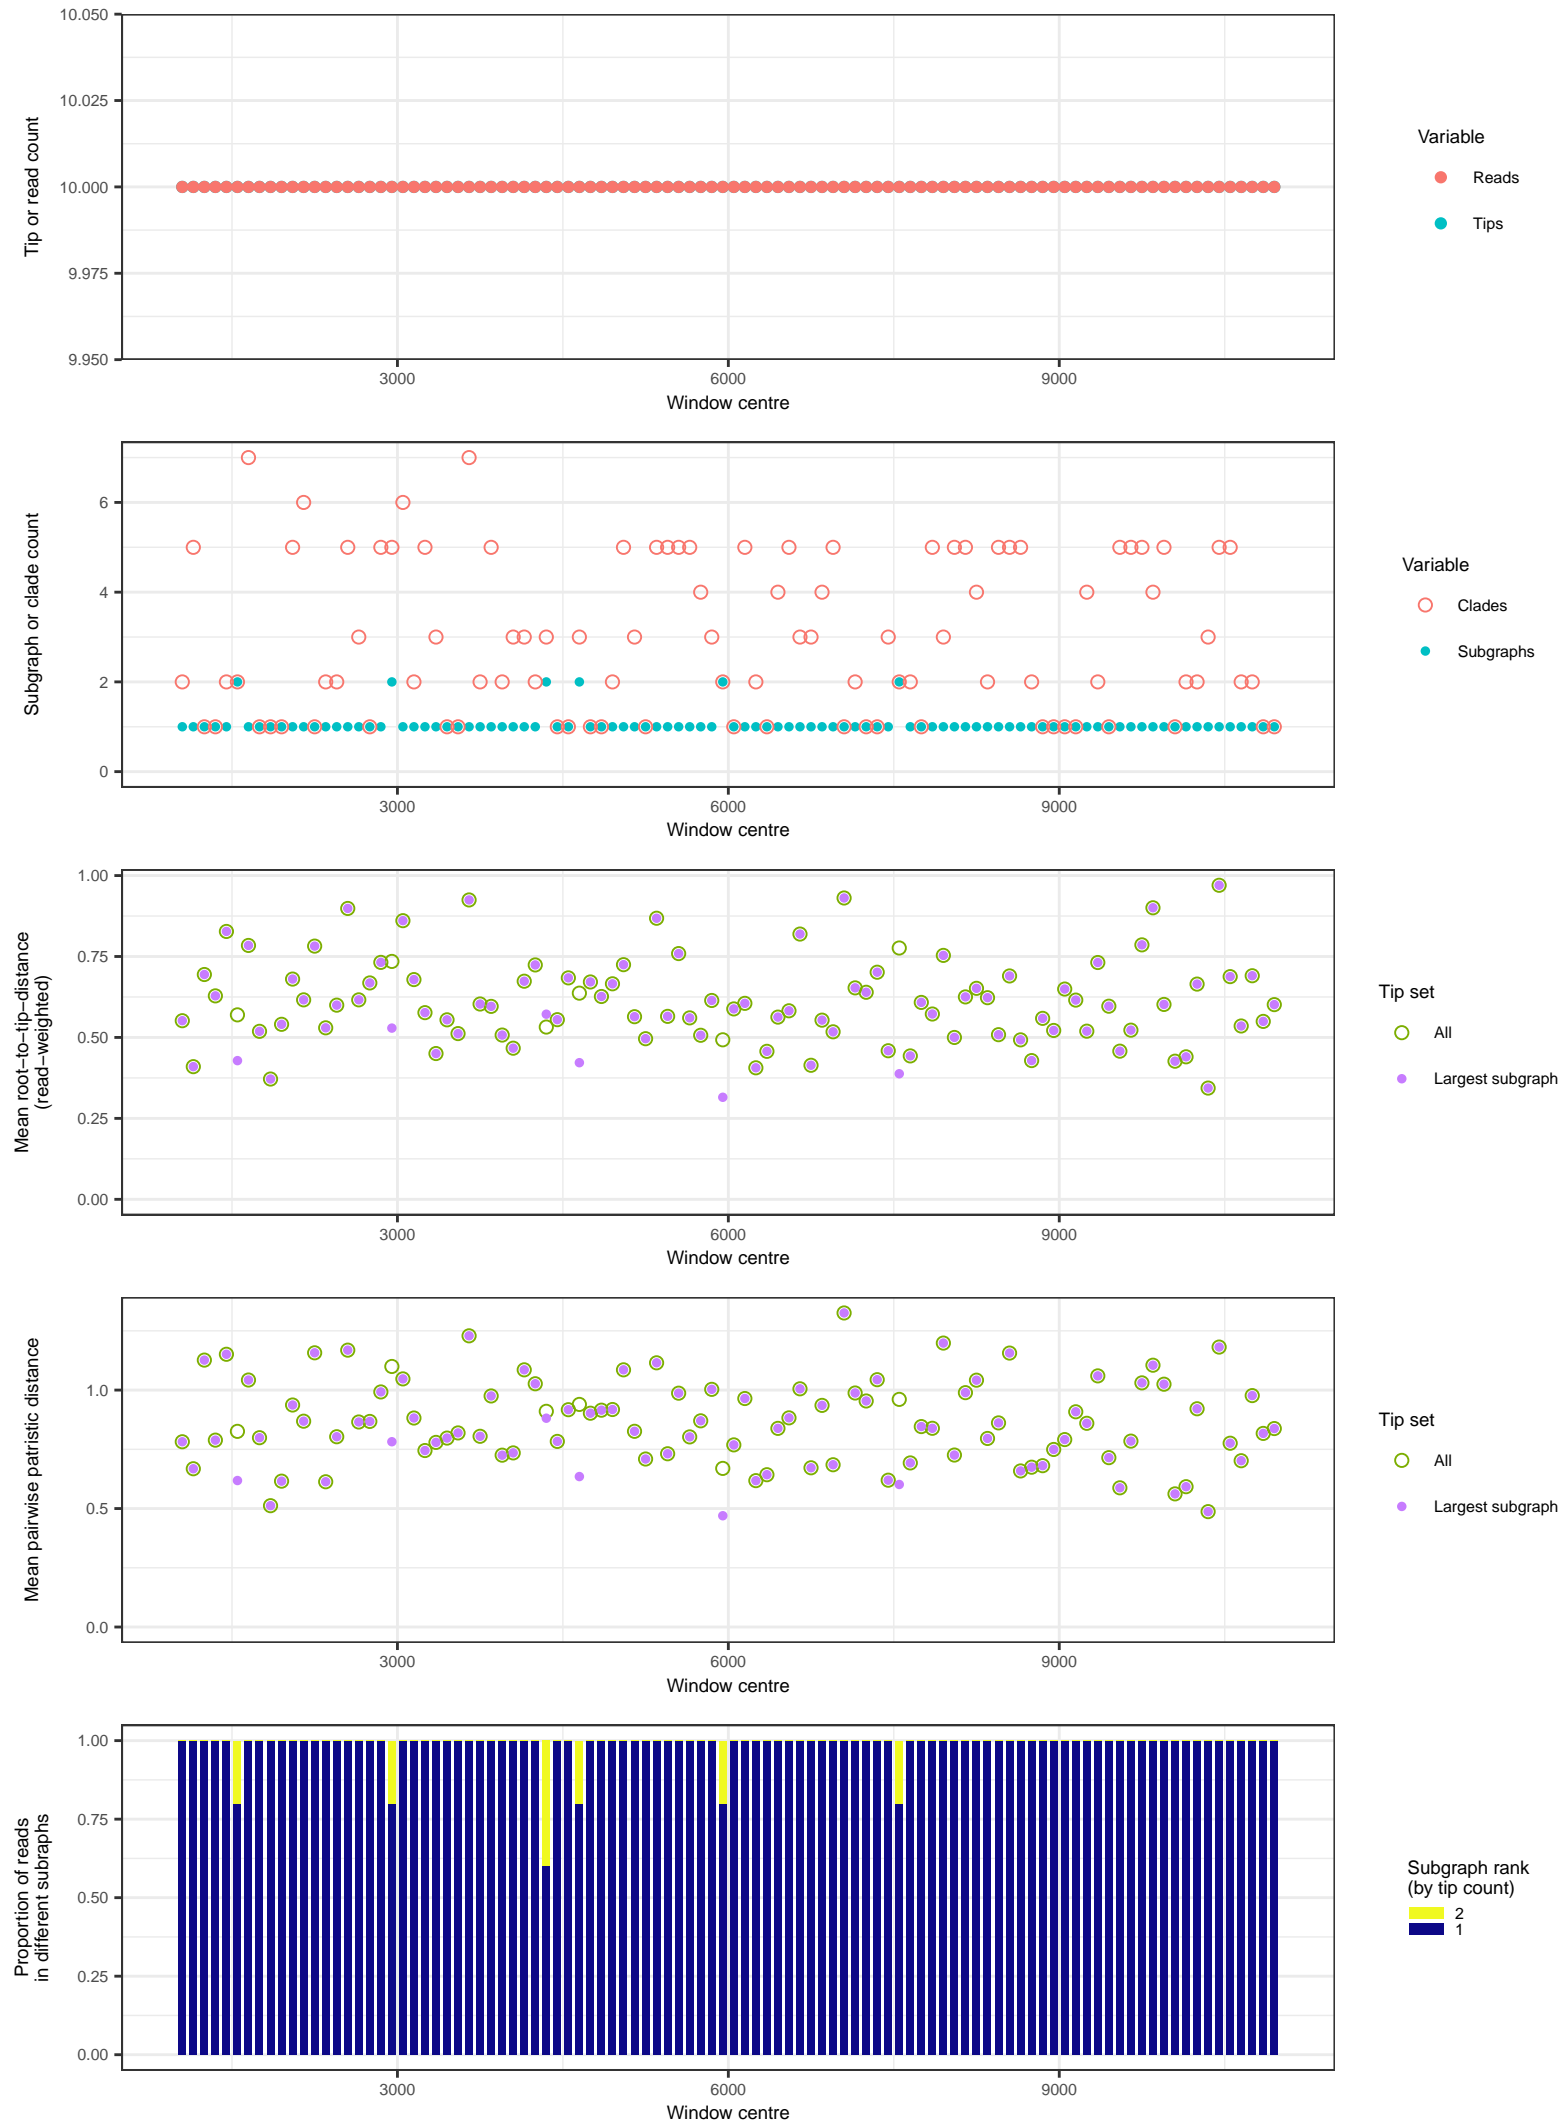 10.050
10.025
10.000
9.975
9.950
Tip or read count
3000
6000
9000
Window centre
Variable
Reads
Tips
6
4
2
0
Subgraph or clade count
3000
6000
9000
Window centre
Variable
Clades
Subgraphs
1.00
0.75
0.50
0.25
0.00
Mean root−to−tip−distance
(read−weighted)
3000
6000
9000
Window centre
Tip set
All
Largest subgraph
1.0
0.5
0.0
Mean pairwise patristic distance
3000
6000
9000
Window centre
Tip set
All
Largest subgraph
1.00
0.75
0.50
0.25
0.00
Proportion of reads
in different subraphs
3000
6000
9000
Window centre
Subgraph rank
(by tip count)
2
1